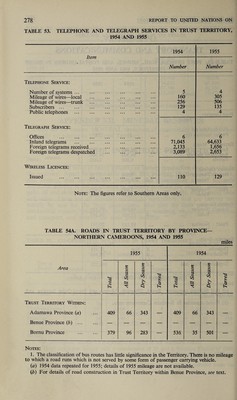 278 REPORT TO UNITED NATIONS ON
TABLE 53. TELEPHONE AND TELEGRAPH SERVICES IN TRUST TERRITORY,
1954 AND 1955
Item 1954 1955
Number Number
TELEPHONE SERVICE:
Number of systems ... 5 4
Mileage of wires—local ... 160 305
Mileage of wires—trunk ... 236 506
Subscribers ... 129 135
Public telephones ... 4 4
TELEGRAPH SERVICE:
Offices ... 6 6
Inland telegrams ... 71,045 64,633
Foreign telegrams received ... 2,133 1,656
Foreign telegrams despatched ... 3,089 2,653
WIRELESS LICENCES:
Issued ... 110 129
NOTE: The figures refer to Southern Areas only.
TABLE 54A. ROADS IN TRUST TERRITORY BY PROVINCE—
NORTHERN CAMEROONS, 1954 AND 1955
miles
Area 1955 1954
Total All Season Dry Season Tarred Total All Season Dry Season Tarred
TRUST TERRITORY WITHIN:
Adamawa Province (a) ... 409 66 343 — 409 66 343 —
Benue Province (b) ... — — — — — — — —
Bornu Province ... 379 96 283 — 536 35 501 —
NOTES:
1. The classification of bus routes has little significance in the Territory. There is no mileage
to which a road runs which is not served by some form of passenger carrying vehicle.
(a) 1954 data repeated for 1955; details of 1955 mileage are not available.
(b) For details of road construction in Trust Territory within Benue Province, see text.